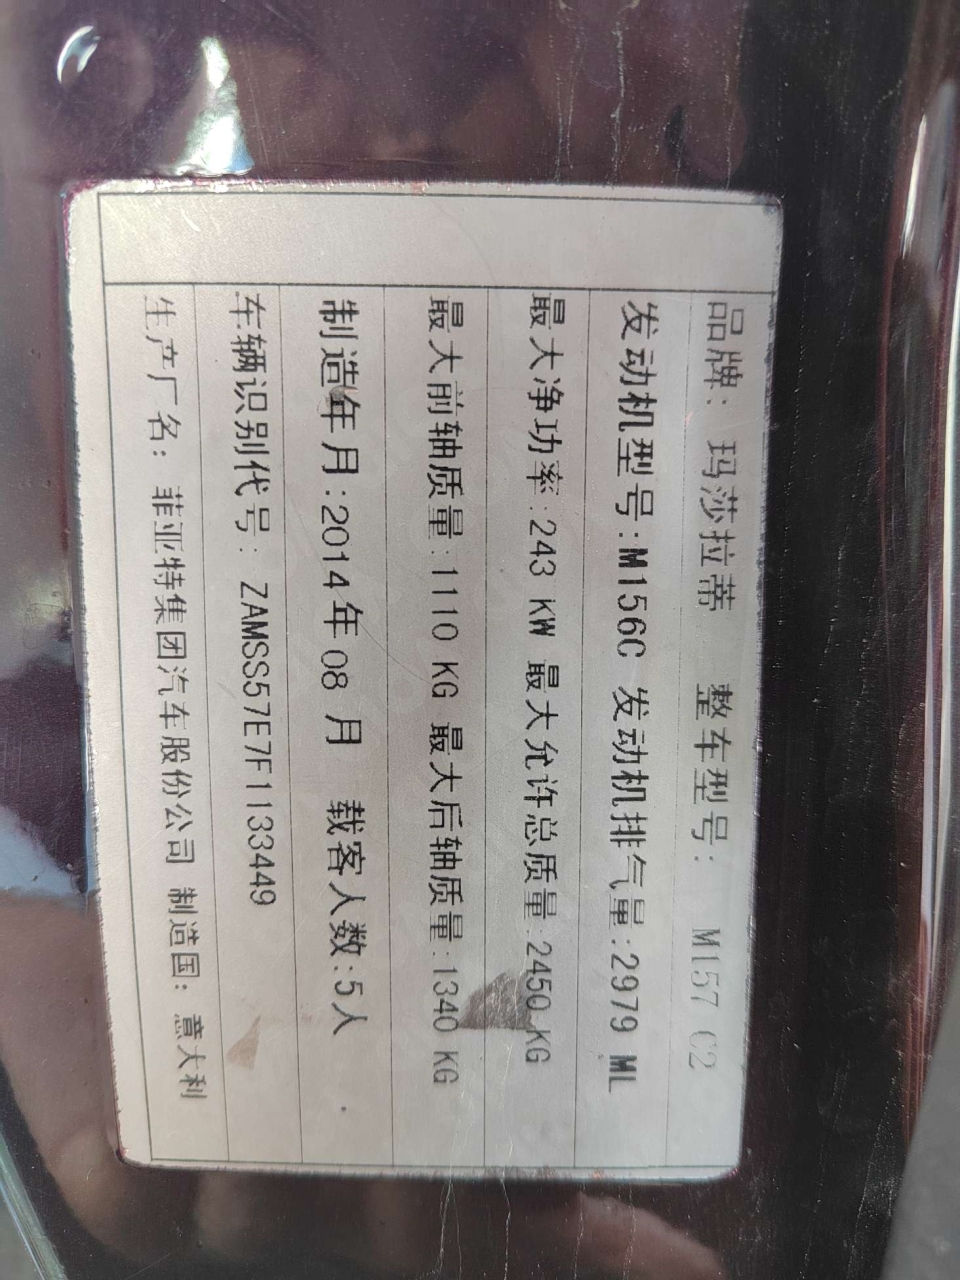 品牌: 玛莎拉蒂 整车型号: M157 C2
发动机型号:M156C 发动机排气量:2979 ML
最大净功率:243 KW 最大允许总质量:2450 KG
最大前轴质量:1110 KG 最大后轴质量:1340 KG
制造年月:2014年08月 载客人数:5人
车辆识别代号: ZAMSS57E7F1133449
生产厂名: 菲亚特集团汽车股份公司 制造国: 意大利